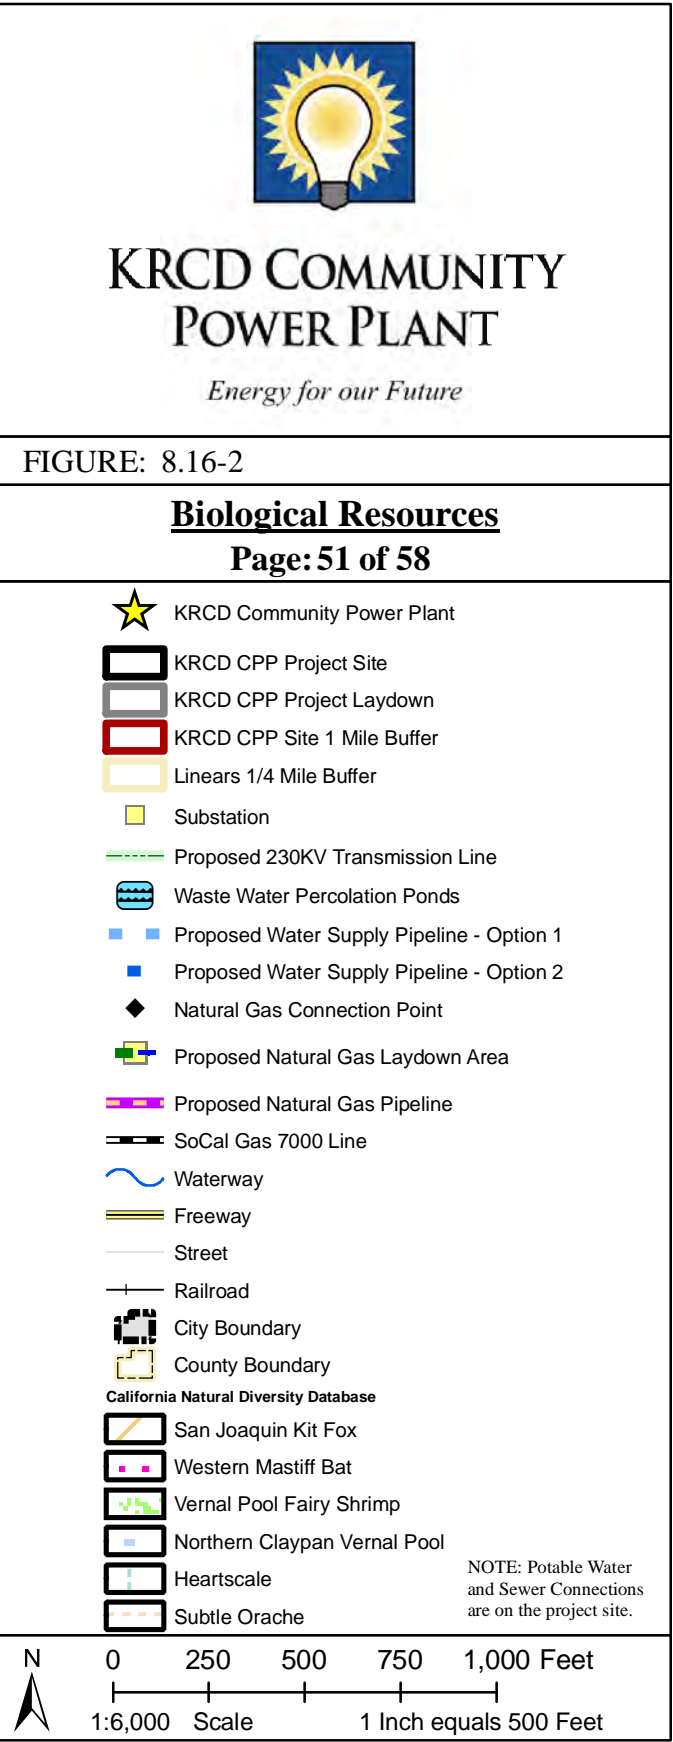 KRCD COMMUNITY
POWER PLANT
Energy for our Future
FIGURE: 8.16-2
Biological Resources
Page: 51 of 58
KRCD Community Power Plant
KRCD CPP Project Site
KRCD CPP Project Laydown
KRCD CPP Site 1 Mile Buffer
Linears 1/4 Mile Buffer
Substation
Proposed 230KV Transmission Line
Waste Water Percolation Ponds
Proposed Water Supply Pipeline - Option 1
Proposed Water Supply Pipeline - Option 2
Natural Gas Connection Point
Proposed Natural Gas Laydown Area
Proposed Natural Gas Pipeline
SoCal Gas 7000 Line
Waterway
Freeway
Street
Railroad
City Boundary
County Boundary
California Natural Diversity Database
San Joaquin Kit Fox
Western Mastiff Bat
Vernal Pool Fairy Shrimp
Northern Claypan Vernal Pool
Heartscale
Subtle Orache
NOTE: Potable Water
and Sewer Connections
are on the project site.
N
0 250 500 750 1,000 Feet
1:6,000 Scale 1 Inch equals 500 Feet